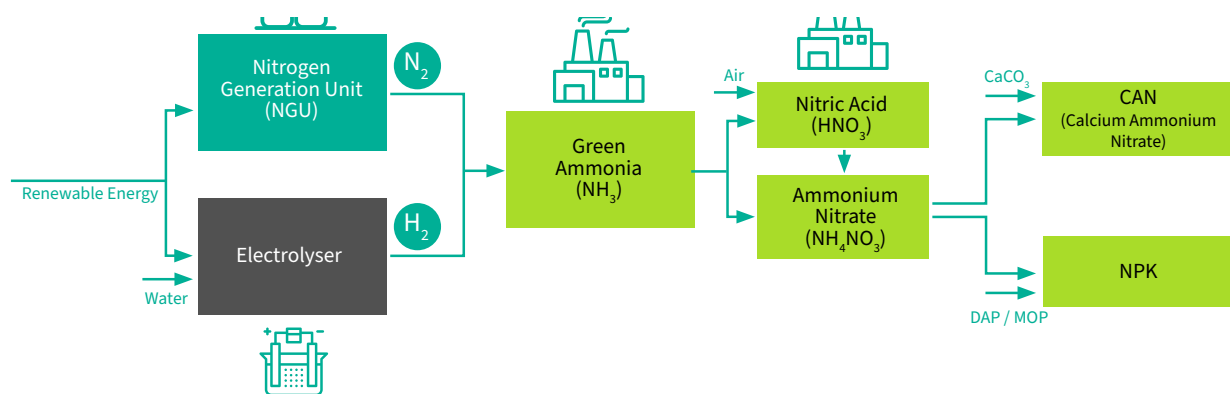 Renewable Energy
Nitrogen
Generation Unit
(NGU)
N₂
Electrolyser
Water
H₂
+ −
Green
Ammonia
(NH₃)
Air
Nitric Acid
(HNO₃)
Ammonium
Nitrate
(NH₄NO₃)
CaCO₃
CAN
(Calcium Ammonium
Nitrate)
NPK
DAP / MOP